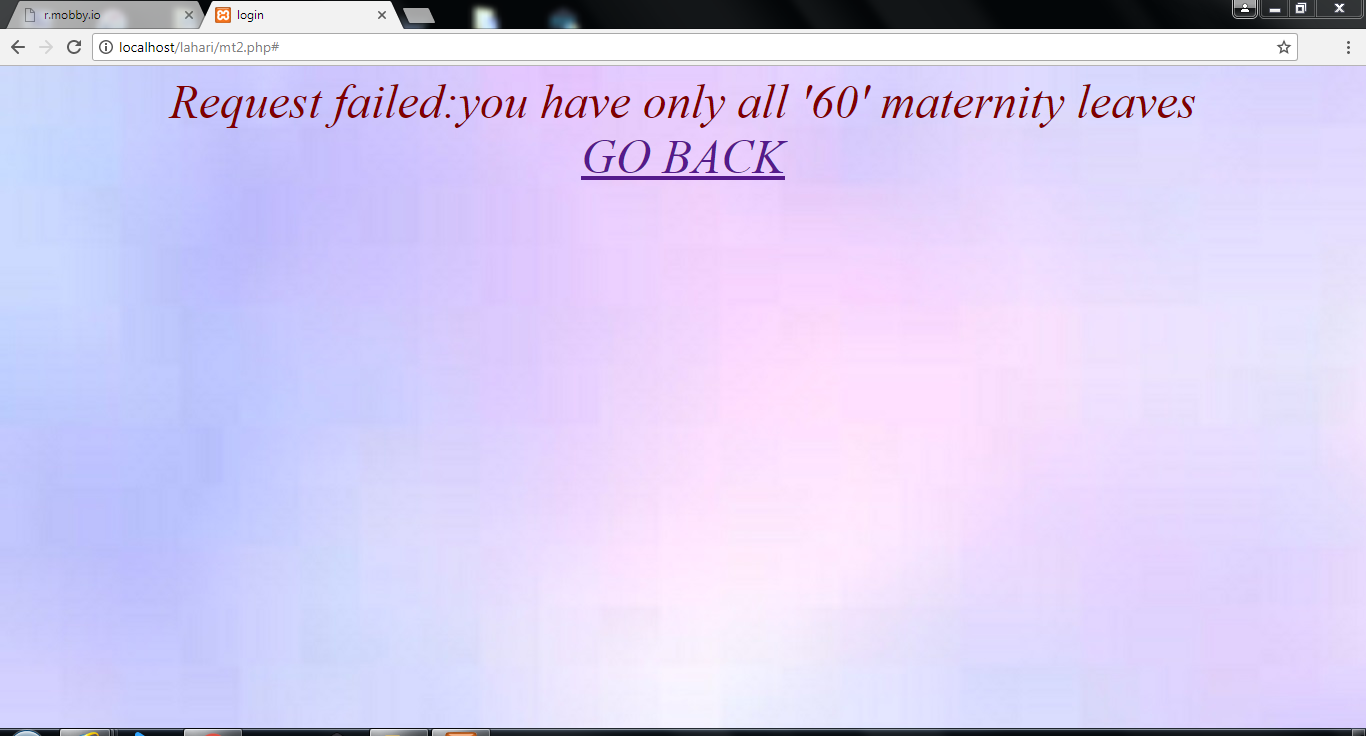 r.mobby.io
login
localhost/lahari/mt2.php#
Request failed:you have only all '60' maternity leaves
GO BACK